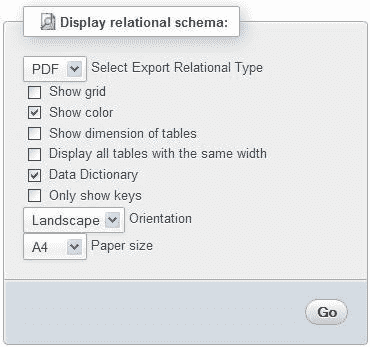 Display relational schema:
PDF Select Export Relational Type
Show grid
Show color
Show dimension of tables
Display all tables with the same width
Data Dictionary
Only show keys
Landscape Orientation
A4 Paper size
Go